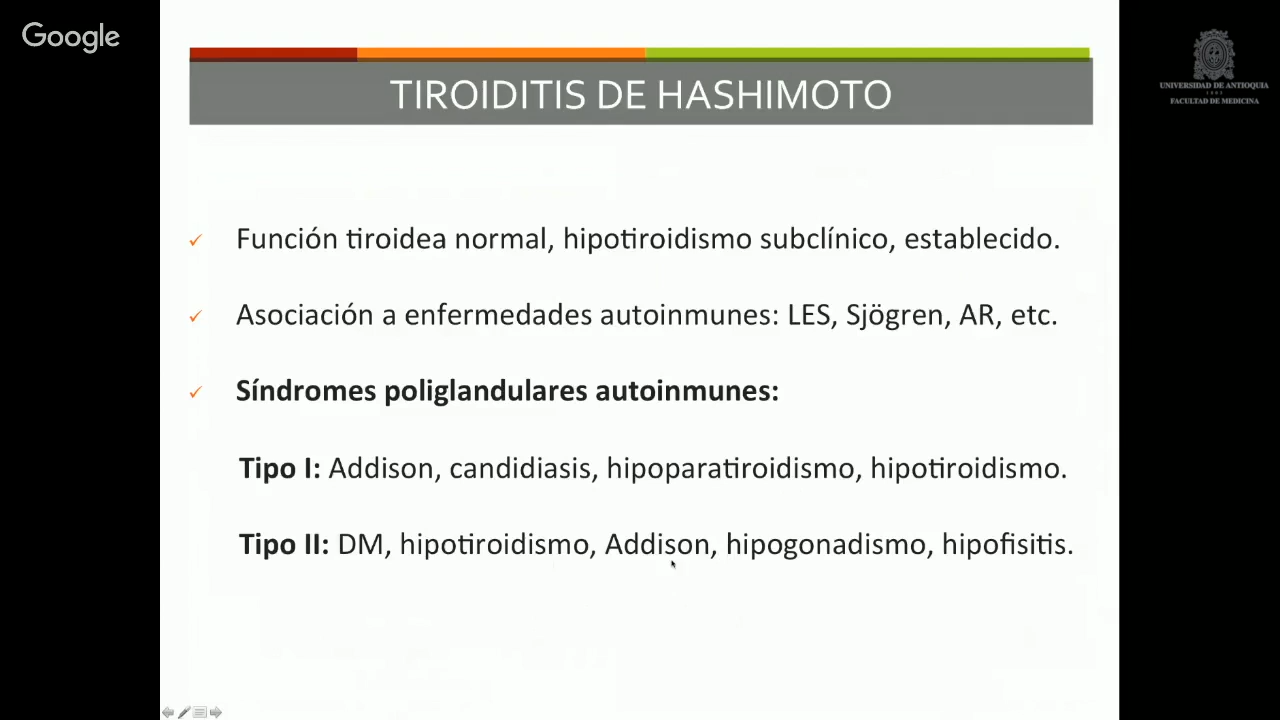 Google
UNIVERSIDAD DE ANTIOQUIA
1803
FACULTAD DE MEDICINA
TIROIDITIS DE HASHIMOTO
Función tiroidea normal, hipotiroidismo subclínico, establecido.
Asociación a enfermedades autoinmunes: LES, Sjögren, AR, etc.
Síndromes poliglandulares autoinmunes:
Tipo I: Addison, candidiasis, hipoparatiroidismo, hipotiroidismo.
Tipo II: DM, hipotiroidismo, Addison, hipogonadismo, hipofisitis.